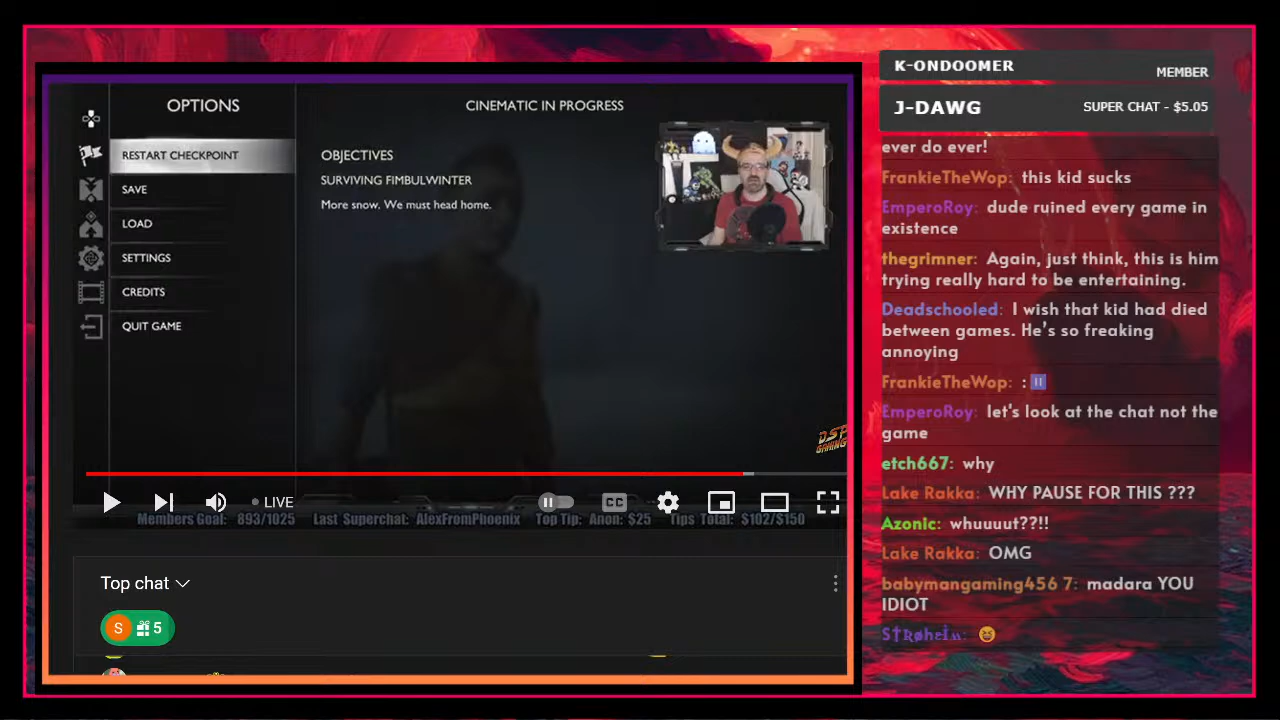 OPTIONS
RESTART CHECKPOINT
SAVE
LOAD
SETTINGS
CREDITS
QUIT GAME
CINEMATIC IN PROGRESS
OBJECTIVES
SURVIVING FIMBULWINTER
More snow. We must head home.
DSP
GAMING
LIVE
CC
Members Goal: 893/1025 Last Superchat: AlexFromPhoenix Top Tip: Anon: $25 Tips Total: $102/$150
Top chat
S 5
K-ONDOOMER
MEMBER
J-DAWG
SUPER CHAT - $5.05
ever do ever!
FrankieTheWop: this kid sucks
EmperoRoy: dude ruined every game in
existence
thegrimner: Again, just think, this is him
trying really hard to be entertaining.
Deadschooled: I wish that kid had died
between games. He's so freaking
annoying
FrankieTheWop: :
EmperoRoy: let's look at the chat not the
game
etch667: why
Lake Rakka: WHY PAUSE FOR THIS ???
Azonic: whuuuut??!!
Lake Rakka: OMG
babymangaming456 7: madara YOU
IDIOT